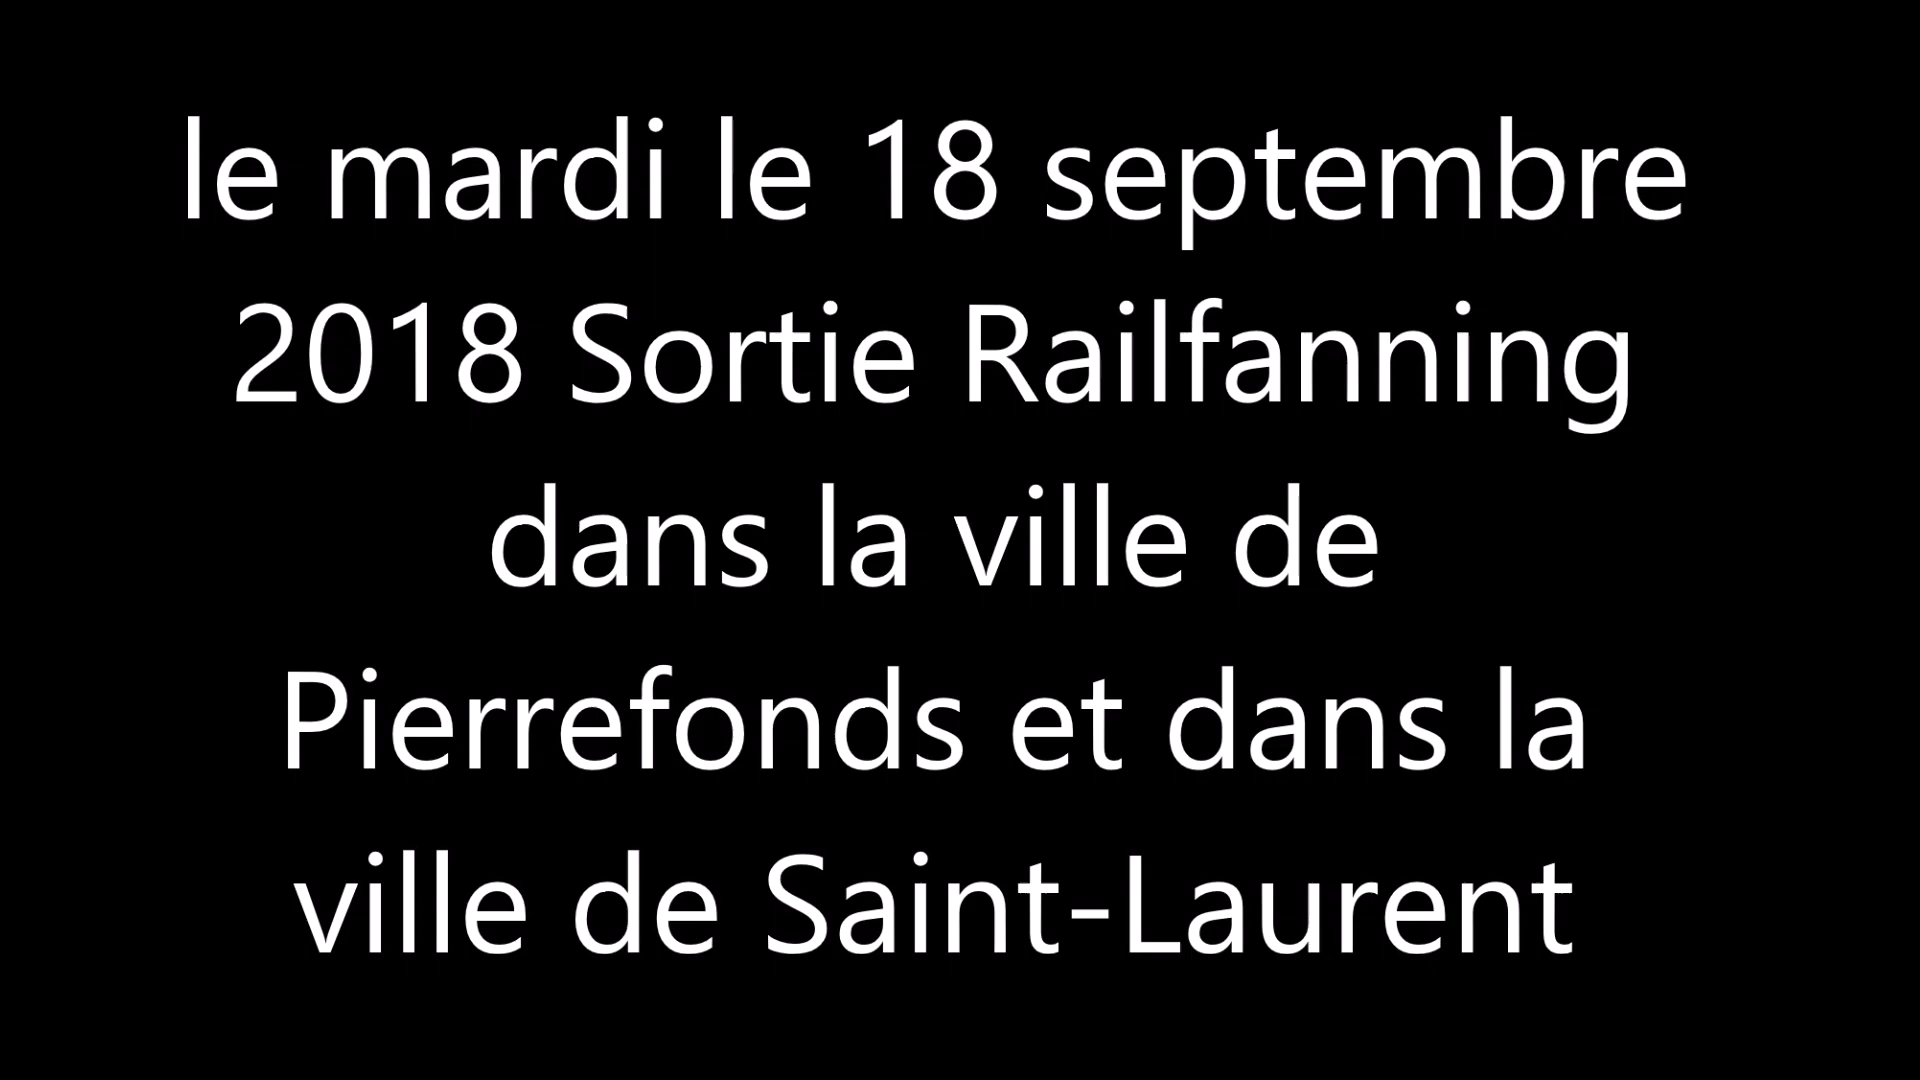 le mardi le 18 septembre
2018 Sortie Railfanning
dans la ville de
Pierrefonds et dans la
ville de Saint-Laurent